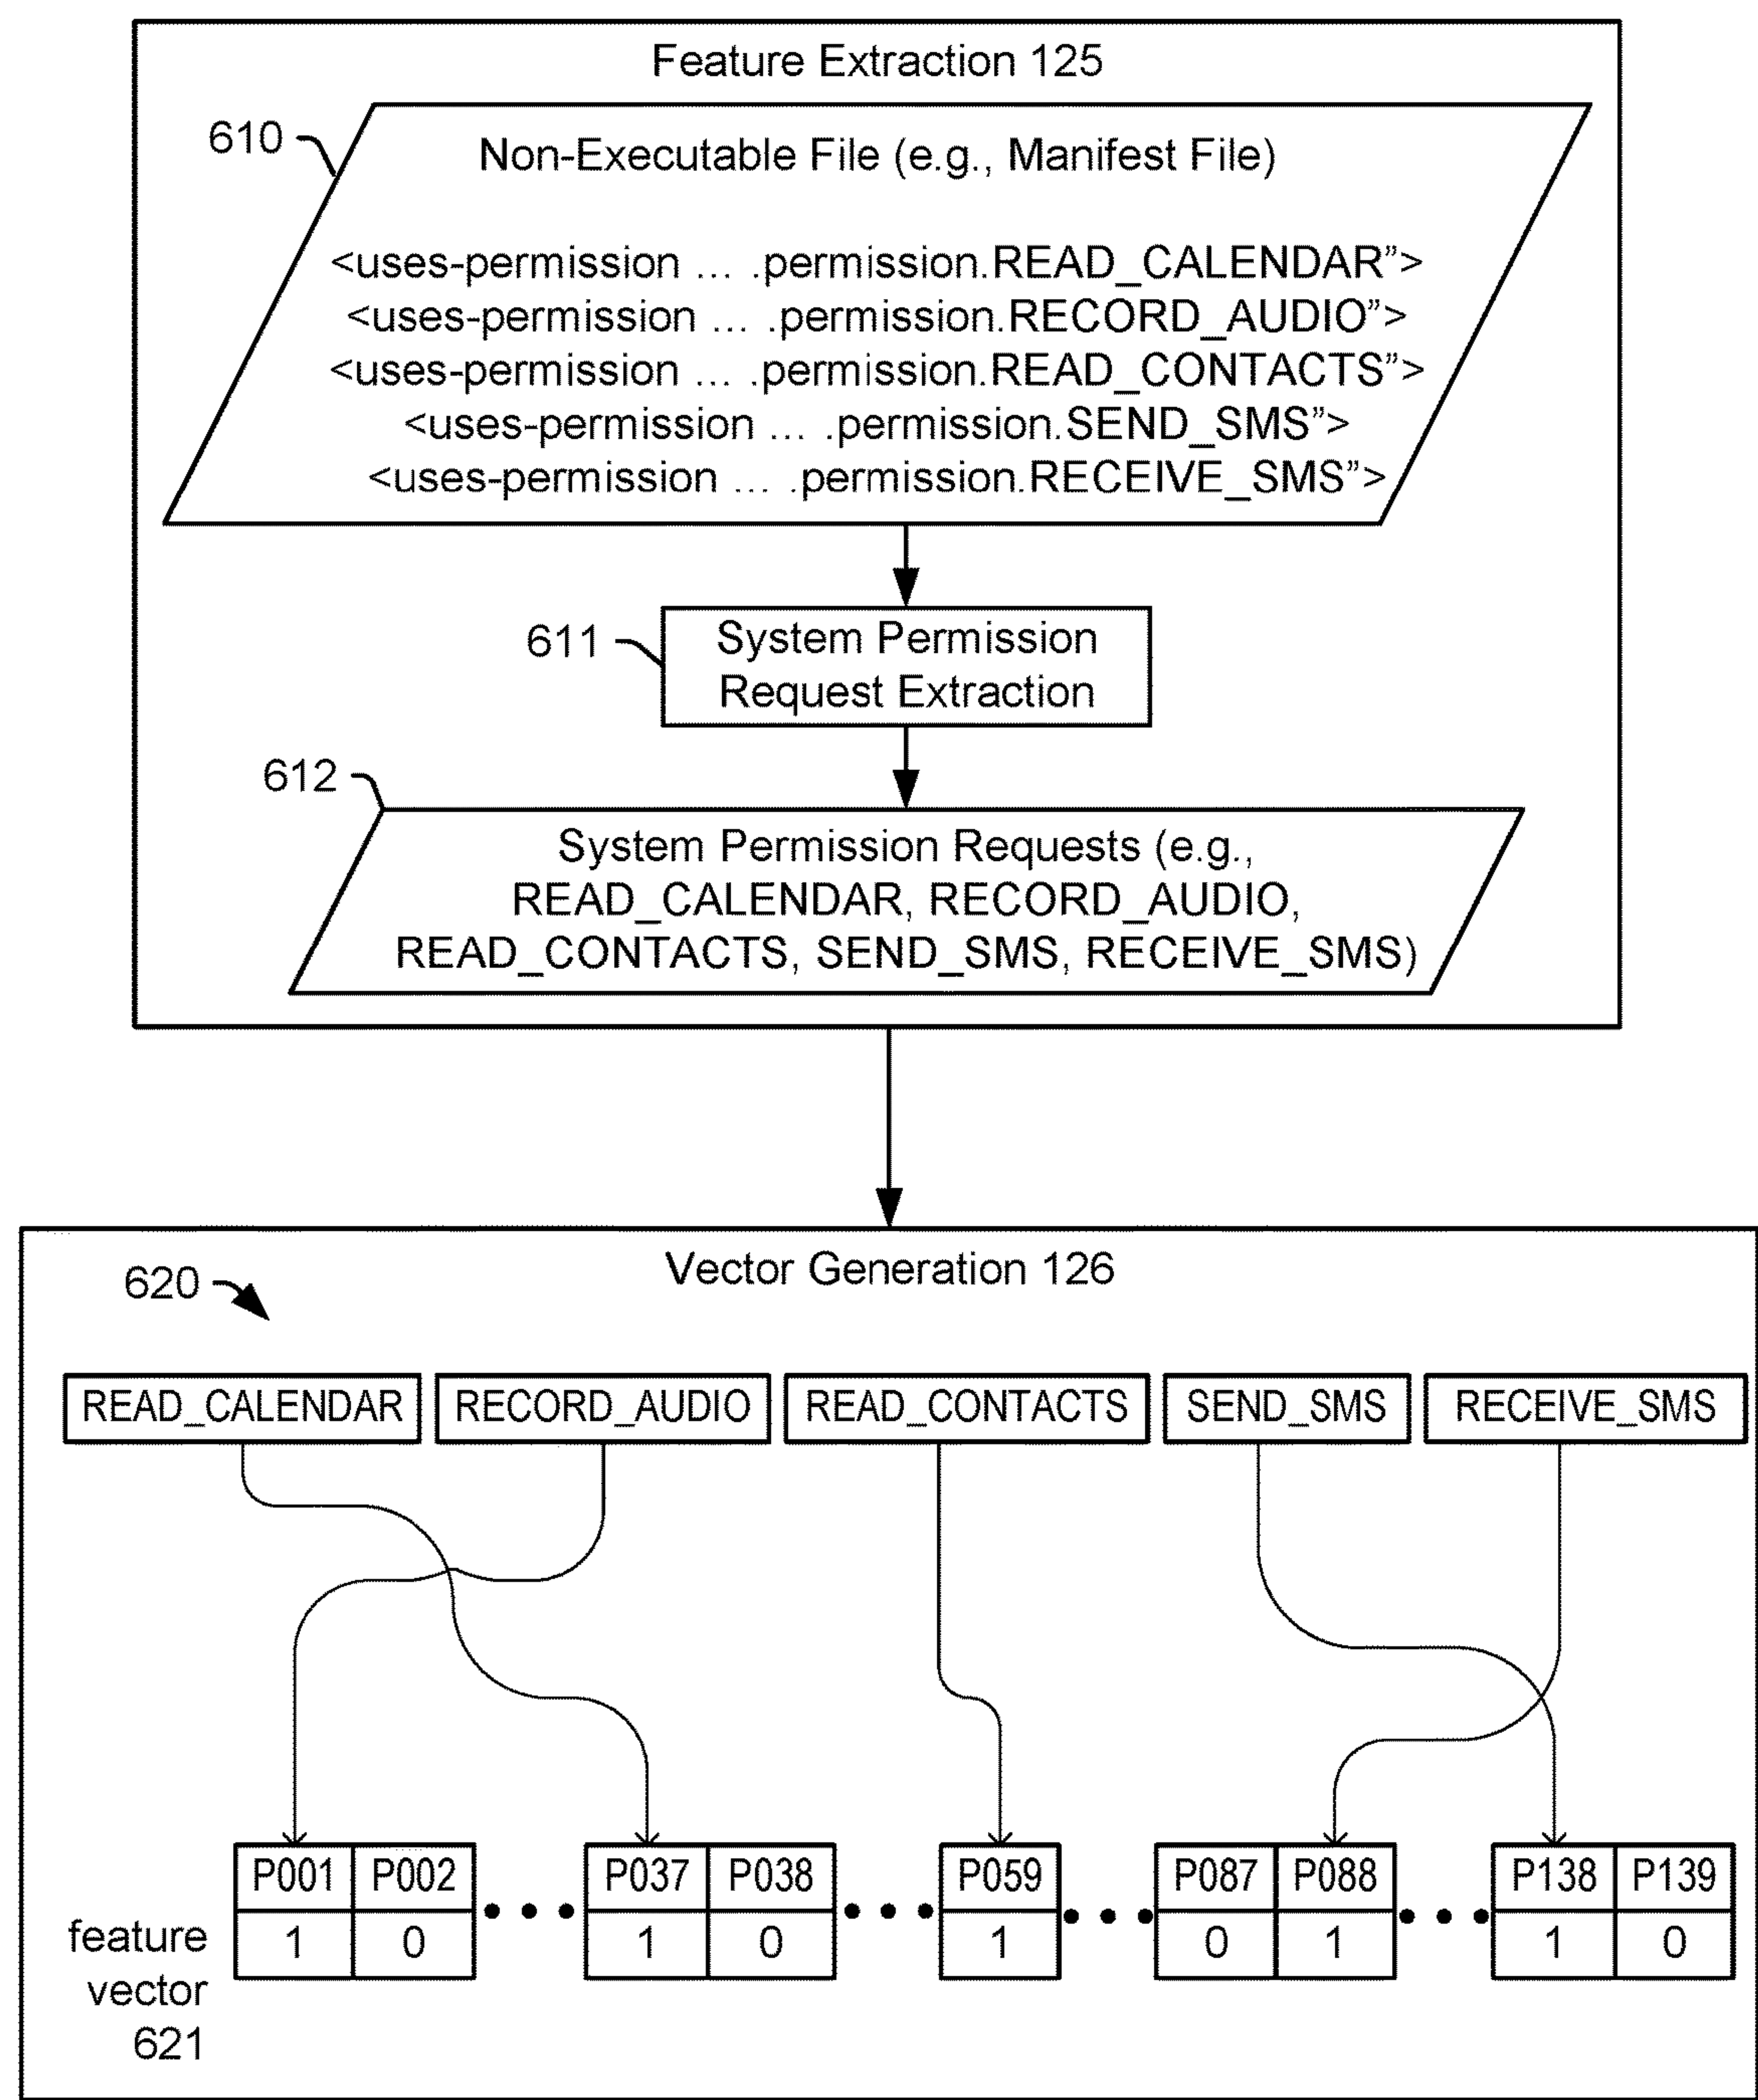 Feature Extraction 125
610
Non-Executable File (e.g., Manifest File)
<uses-permission ... .permission.READ_CALENDAR”>
<uses-permission ... .permission.RECORD_AUDIO”>
<uses-permission ... .permission.READ_CONTACTS”>
<uses-permission ... .permission.SEND_SMS”>
<uses-permission ... .permission.RECEIVE_SMS”>
611
System Permission
Request Extraction
612
System Permission Requests (e.g.,
READ_CALENDAR, RECORD_AUDIO,
READ_CONTACTS, SEND_SMS, RECEIVE_SMS)
Vector Generation 126
620
READ_CALENDAR RECORD_AUDIO READ_CONTACTS SEND_SMS RECEIVE_SMS
P001 P002 P037 P038 P059 P087 P088 P138 P139
1 0 1 0 1 0 1 1 0
feature
vector
621